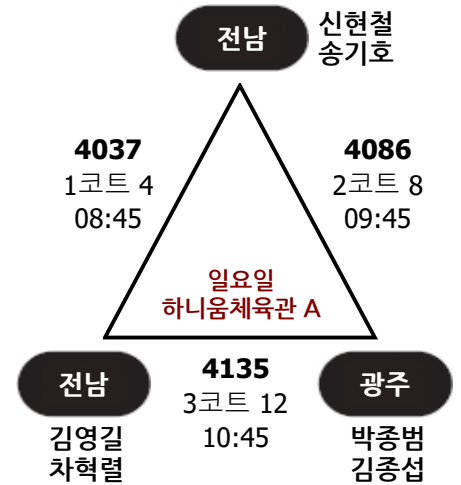 전남
신현철
송기호
4037
1코트 4
08:45
4086
2코트 8
09:45
일요일
하니움체육관 A
전남
김영길
차혁렬
4135
3코트 12
10:45
광주
박종범
김종섭